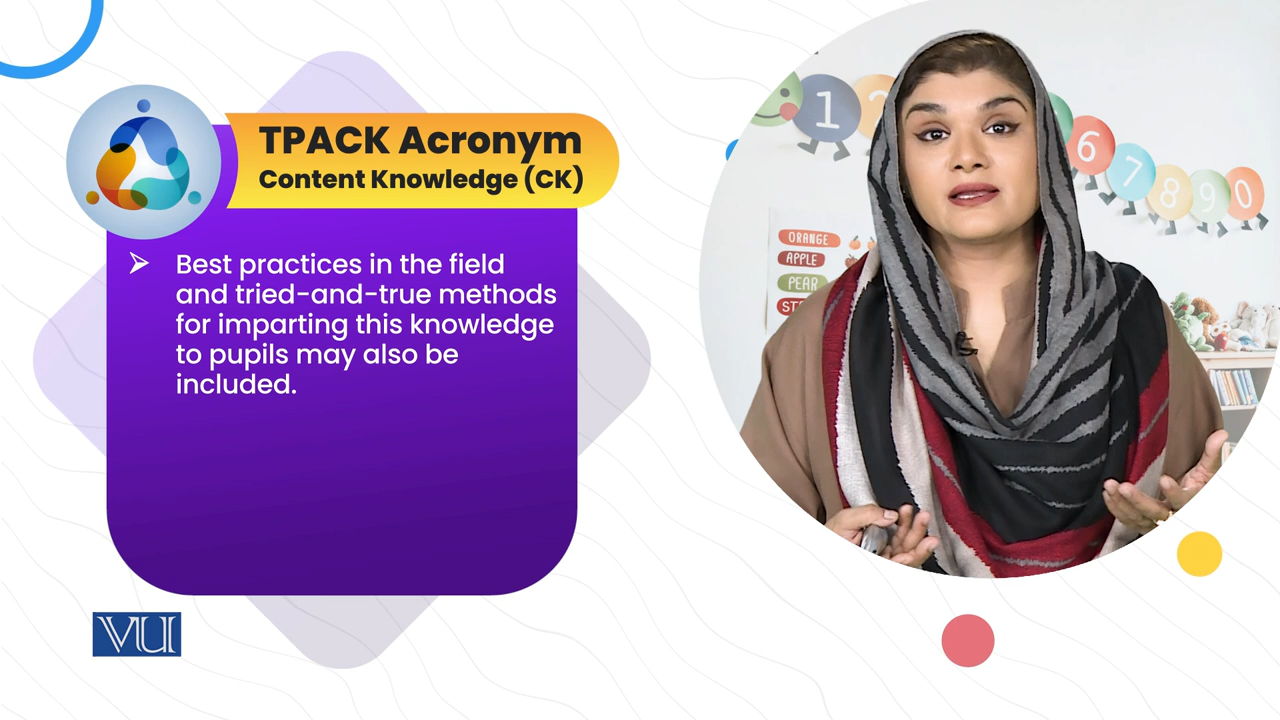 TPACK Acronym
Content Knowledge (CK)
➢ Best practices in the field
and tried-and-true methods
for imparting this knowledge
to pupils may also be
included.
VU
1
6
7
8
9
0
ORANGE
APPLE
PEAR